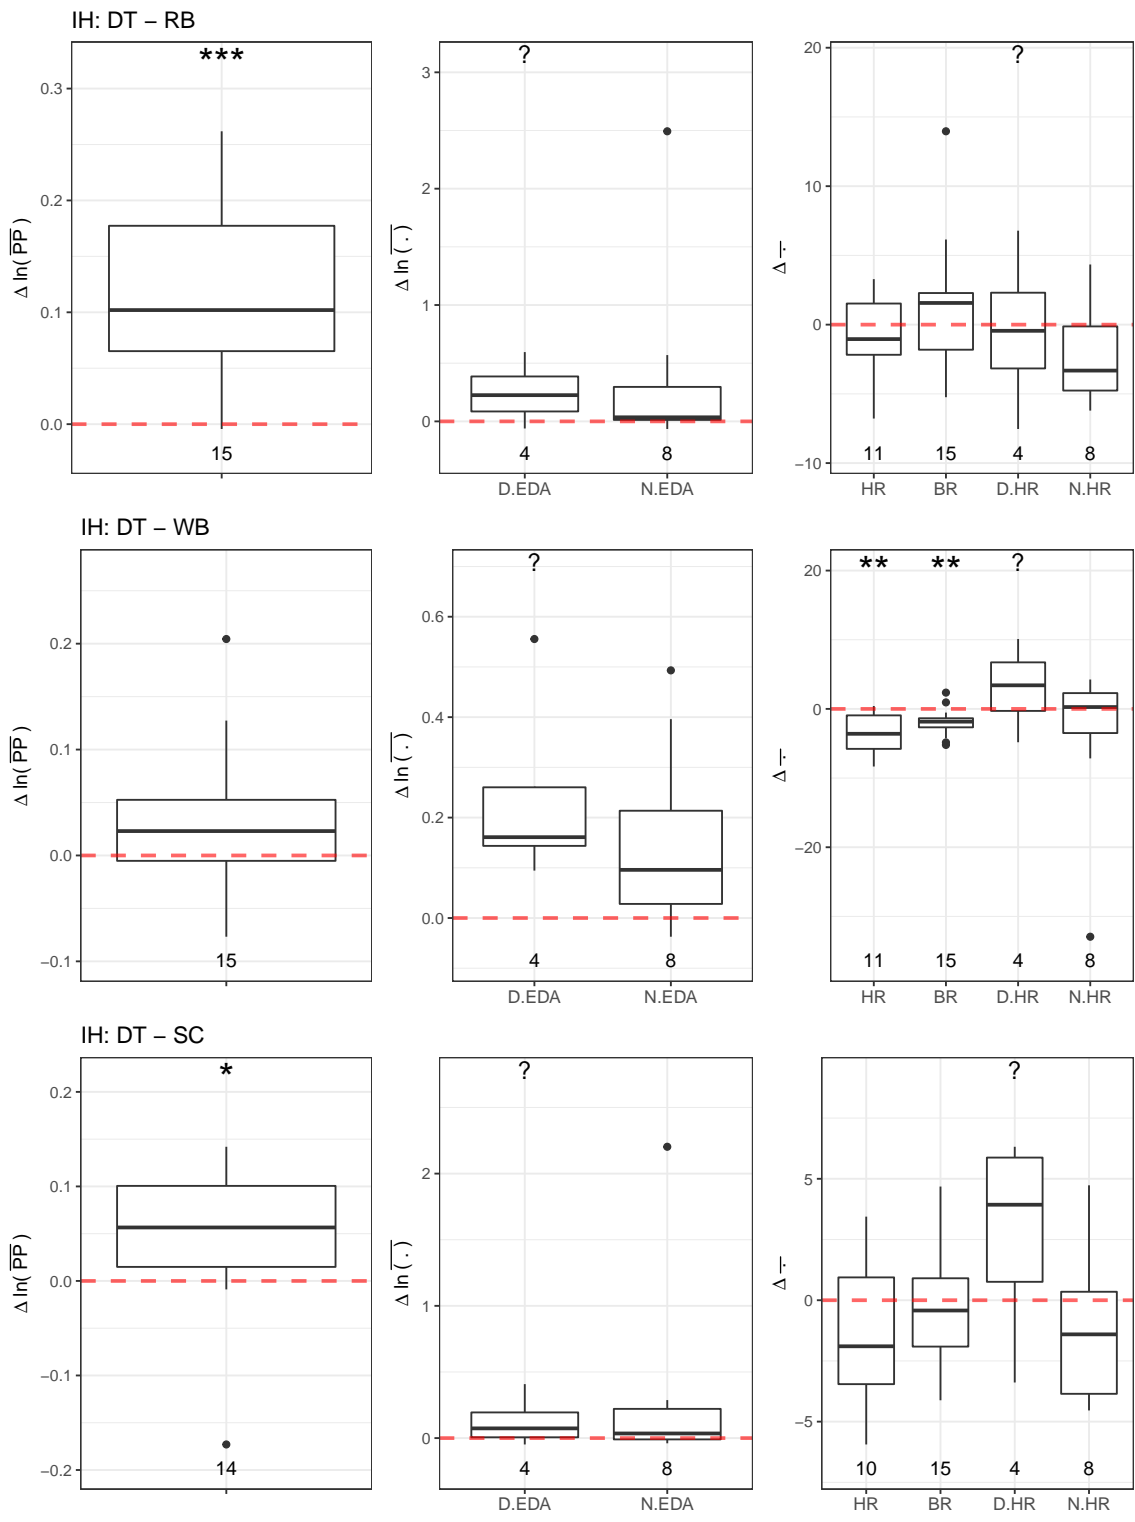 IH: DT − RB
*** ? ?
Δ ln( PP )
0.3
0.2
0.1
0.0
15
Δ ln ( . )
3
2
1
0
4 8
D.EDA N.EDA
Δ .
20
10
0
−10
11 15 4 8
HR BR D.HR N.HR
IH: DT − WB
? ** ** ?
Δ ln( PP )
0.2
0.1
0.0
−0.1
15
Δ ln ( . )
0.6
0.4
0.2
0.0
4 8
D.EDA N.EDA
Δ .
20
0
−20
11 15 4 8
HR BR D.HR N.HR
IH: DT − SC
* ? ?
Δ ln( PP )
0.2
0.1
0.0
−0.1
−0.2
14
Δ ln ( . )
2
1
0
4 8
D.EDA N.EDA
Δ .
5
0
−5
10 15 4 8
HR BR D.HR N.HR